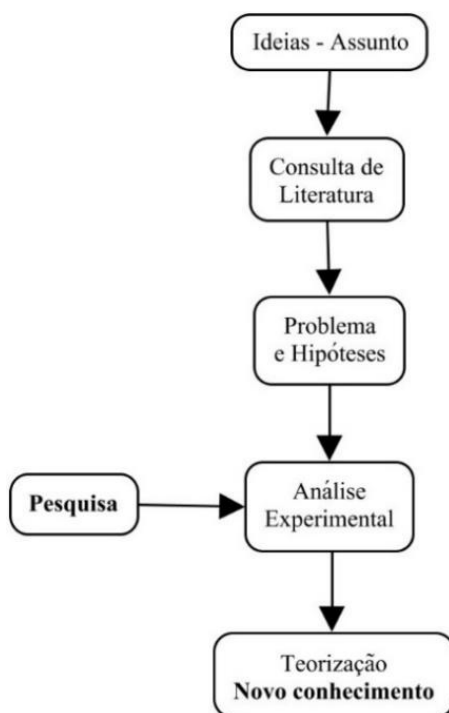 Ideias - Assunto
Consulta de
Literatura
Problema
e Hipóteses
Pesquisa
Análise
Experimental
Teorização
Novo conhecimento